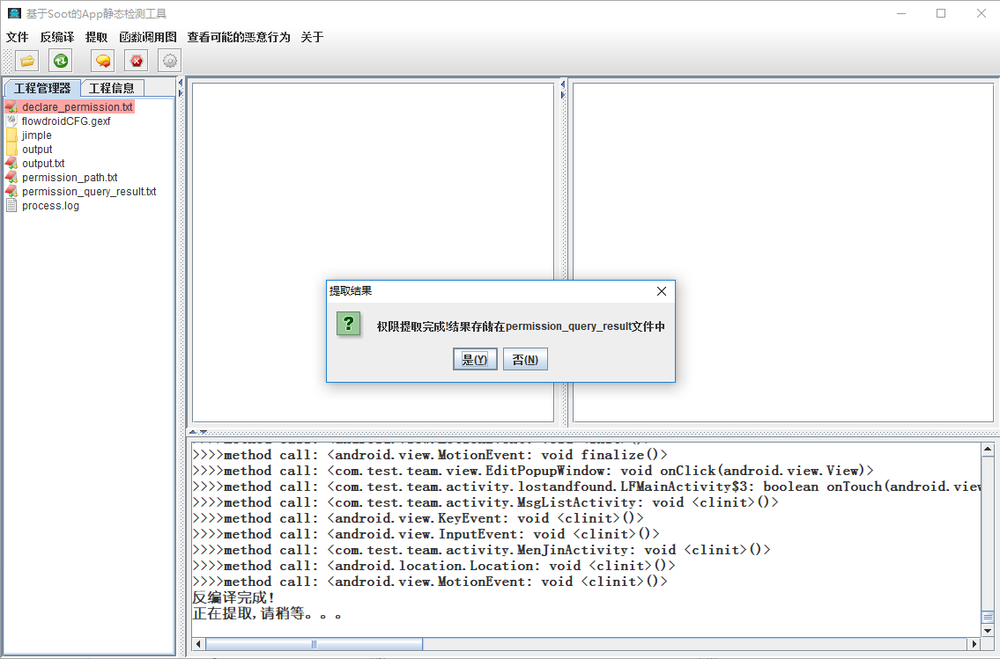 基于Soot的App静态检测工具
文件 反编译 提取 函数调用图 查看可能的恶意行为 关于
工程管理器 工程信息
declare_permission.txt
flowdroidCFG.gexf
jimple
output
output.txt
permission_path.txt
permission_query_result.txt
process.log
提取结果
权限提取完成!结果存储在permission_query_result文件中
是(Y) 否(N)
>>>>method call: <android.view.MotionEvent: void finalize()>
>>>>method call: <com.test.team.view.EditPopupWindow: void onClick(android.view.View)>
>>>>method call: <com.test.team.activity.lostandfound.LFMainActivity$3: boolean onTouch(android.view
>>>>method call: <com.test.team.activity.MsgListActivity: void <clinit>()>
>>>>method call: <android.view.KeyEvent: void <clinit>()>
>>>>method call: <android.view.InputEvent: void <clinit>()>
>>>>method call: <com.test.team.activity.MenJinActivity: void <clinit>()>
>>>>method call: <android.location.Location: void <clinit>()>
>>>>method call: <android.view.MotionEvent: void <clinit>()>
反编译完成!
正在提取,请稍等。。。